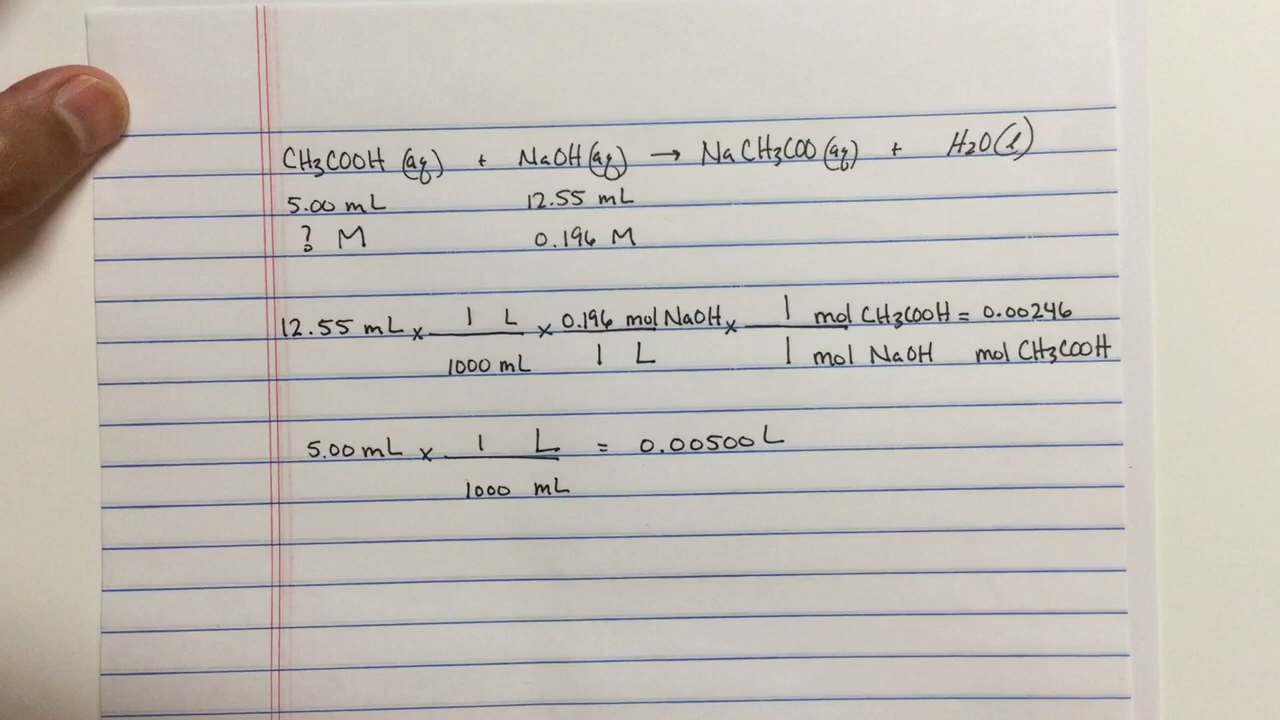 CH3COOH (aq) + NaOH (aq) → NaCH3COO (aq) + H2O (l)
5.00 mL 12.55 mL
? M 0.196 M
12.55 mL x 1 L x 0.196 mol NaOH x 1 mol CH3COOH = 0.00246
1000 mL 1 L 1 mol NaOH mol CH3COOH
5.00 mL x 1 L = 0.00500 L
1000 mL